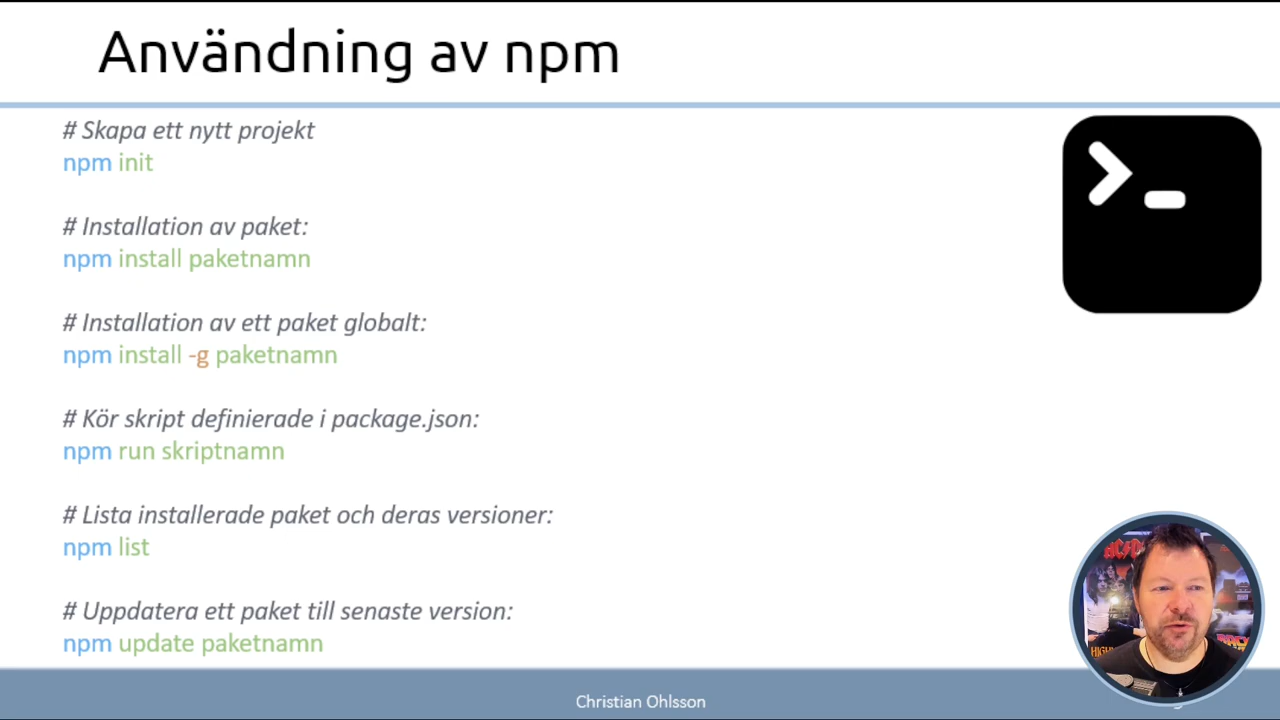 Användning av npm
# Skapa ett nytt projekt
npm init
# Installation av paket:
npm install paketnamn
# Installation av ett paket globalt:
npm install -g paketnamn
# Kör skript definierade i package.json:
npm run skriptnamn
# Lista installerade paket och deras versioner:
npm list
# Uppdatera ett paket till senaste version:
npm update paketnamn
Christian Ohlsson